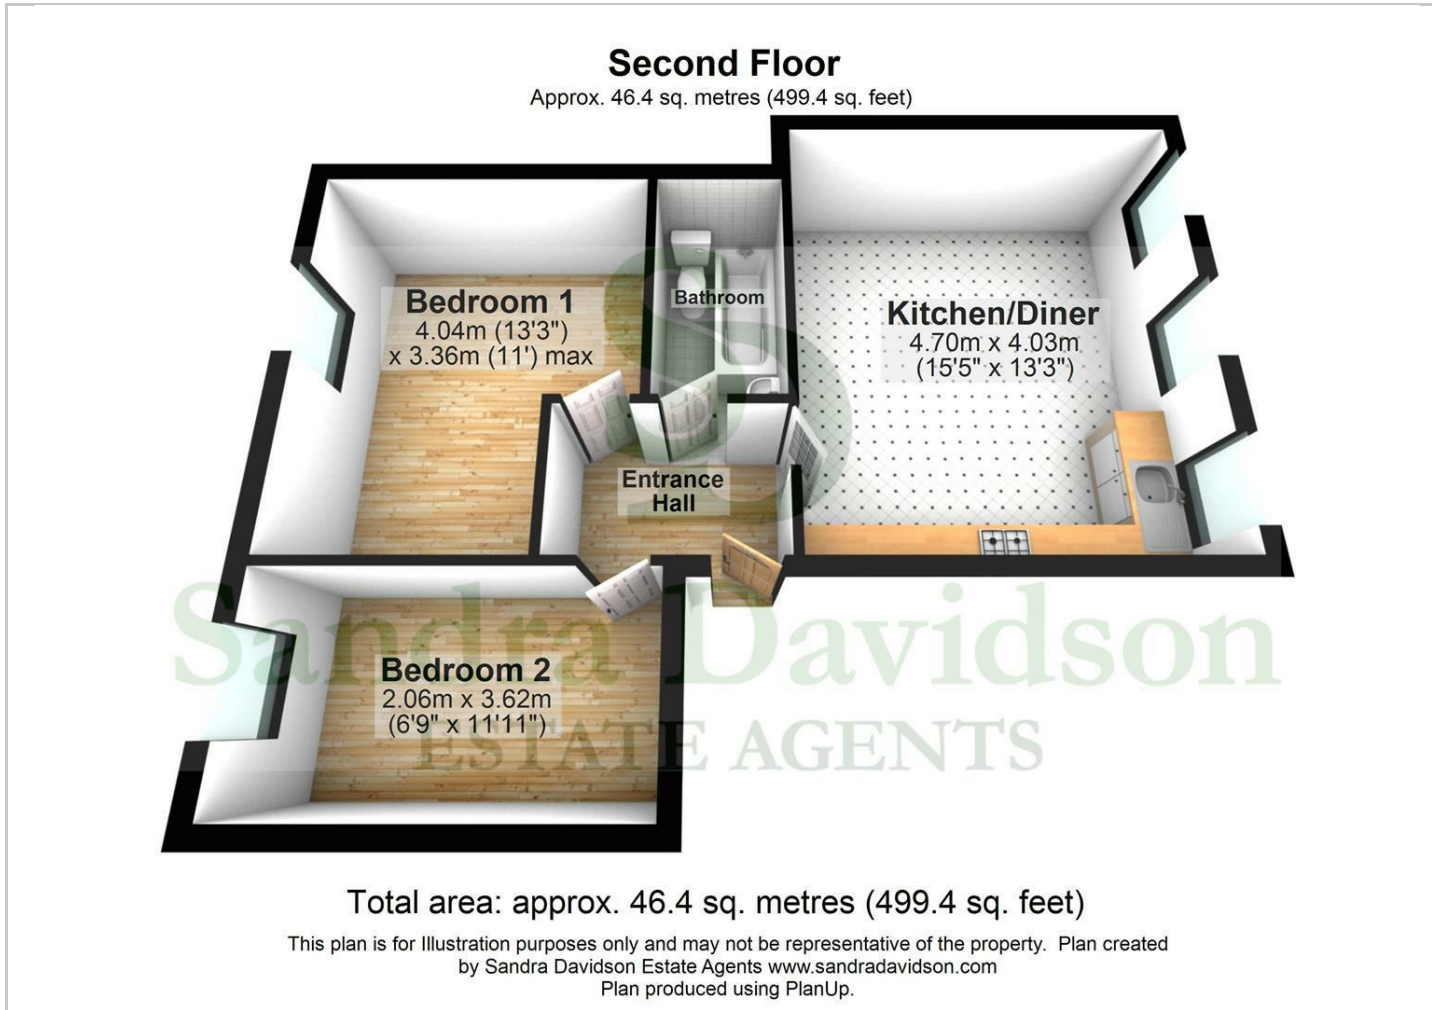 Second Floor
Approx. 46.4 sq. metres (499.4 sq. feet)
Bedroom 1
4.04m (13'3")
x 3.36m (11') max
Bathroom
Kitchen/Diner
4.70m x 4.03m
(15'5" x 13'3")
Entrance
Hall
Bedroom 2
2.06m x 3.62m
(6'9" x 11'11")
Sandra Davidson
ESTATE AGENTS
Total area: approx. 46.4 sq. metres (499.4 sq. feet)
This plan is for Illustration purposes only and may not be representative of the property. Plan created
by Sandra Davidson Estate Agents www.sandradavidson.com
Plan produced using PlanUp.